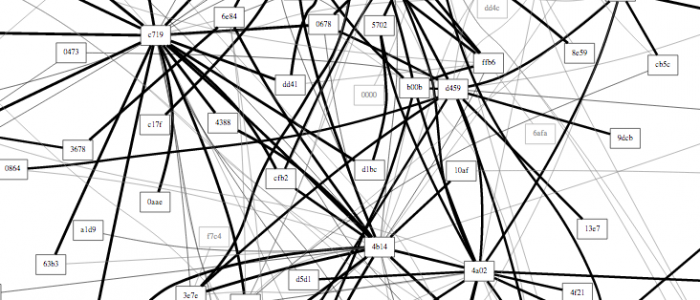 dd4c
6e84
0678
5702
c719
0473
8c59
ffb6
cb5c
dd41
b00b
d459
0000
c17f
4388
6afa
9dcb
3678
0864
cfb2
d1bc
10af
0aae
a1d9
f7c4
13e7
4b14
63b3
4a02
d5d1
3e7e
4f21